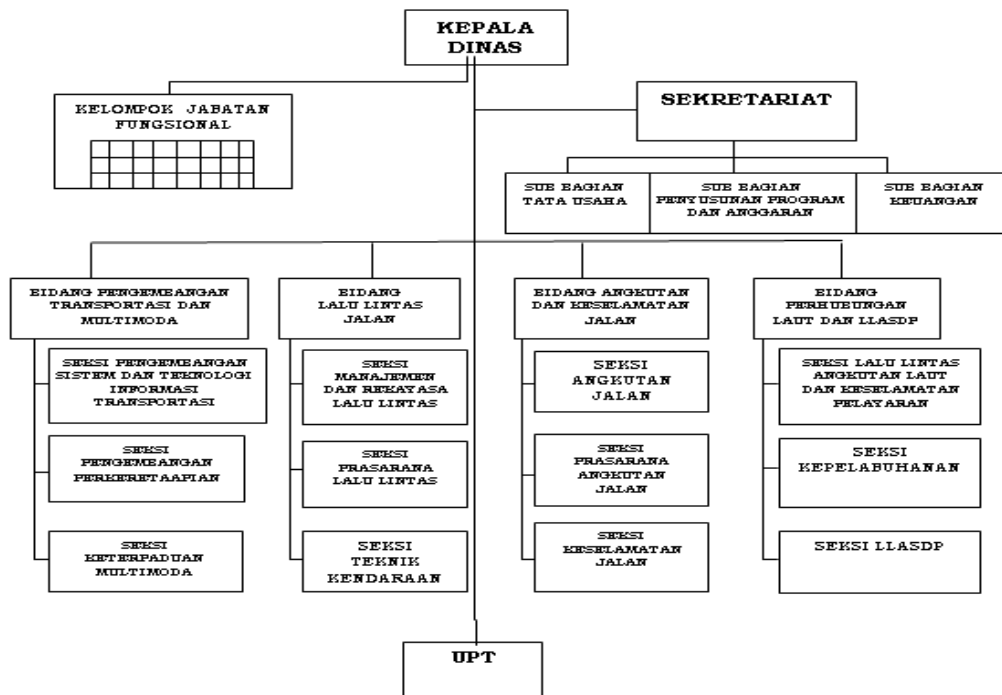 KEPALA
DINAS
KELOMPOK JABATAN
FUNGSIONAL
SEKRETARIAT
SUB BAGIAN
TATA USAHA
SUB BAGIAN
PENYUSUNAN PROGRAM
DAN ANGGARAN
SUB BAGIAN
KEUANGAN
BIDANG PENGEMBANGAN
TRANSPORTASI DAN
MULTIMODA
BIDANG
LALU LINTAS
JALAN
BIDANG ANGKUTAN
DAN KESELAMATAN
JALAN
BIDANG
PERHUBUNGAN
LAUT DAN LLASDP
SEKSI PENGEMBANGAN
SISTEM DAN TEKNOLOGI
INFORMASI
TRANSPORTASI
SEKSI
MANAJEMEN
DAN REKAYASA
LALU LINTAS
SEKSI
ANGKUTAN
JALAN
SEKSI LALU LINTAS
ANGKUTAN LAUT
DAN KESELAMATAN
PELAYARAN
SEKSI
PENGEMBANGAN
PERKERETAAPIAN
SEKSI
PRASARANA
LALU LINTAS
SEKSI
PRASARANA
ANGKUTAN
JALAN
SEKSI
KEPELABUHANAN
SEKSI
KETERPADUAN
MULTIMODA
SEKSI
TEKNIK
KENDARAAN
SEKSI
KESELAMATAN
JALAN
SEKSI LLASDP
UPT